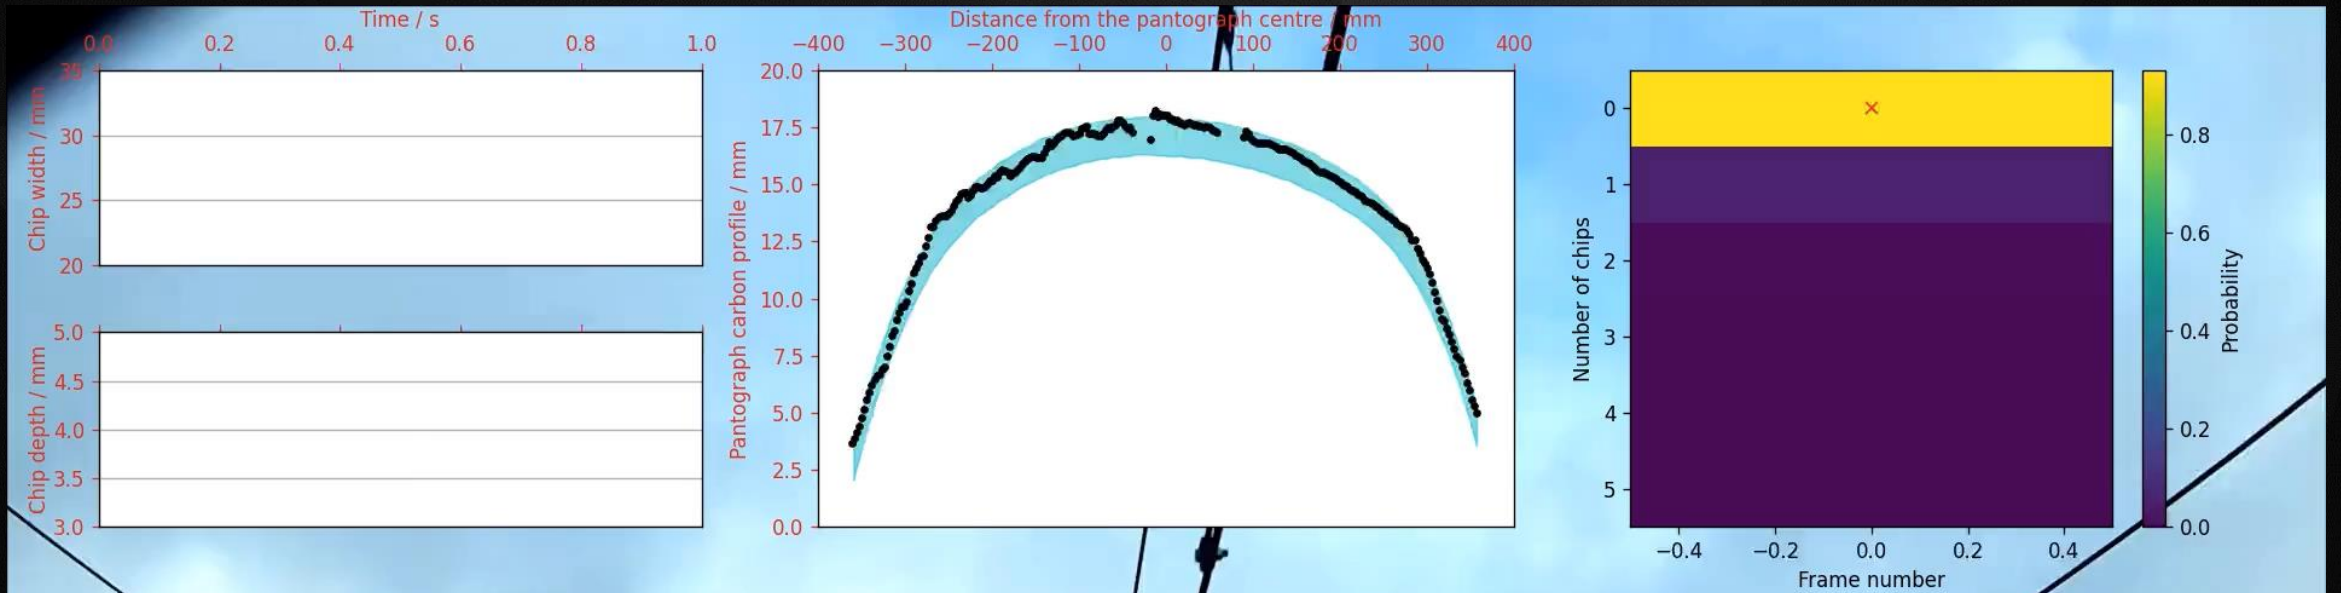 Time / s
0.0 0.2 0.4 0.6 0.8 1.0
Chip width / mm
35
30
25
20
Chip depth / mm
5.0
4.5
4.0
3.5
3.0
Distance from the pantograph centre / mm
−400 −300 −200 −100 0 100 200 300 400
Pantograph carbon profile / mm
20.0
17.5
15.0
12.5
10.0
7.5
5.0
2.5
0.0
Number of chips
0
1
2
3
4
5
−0.4 −0.2 0.0 0.2 0.4
Frame number
0.8
0.6
0.4
0.2
0.0
Probability